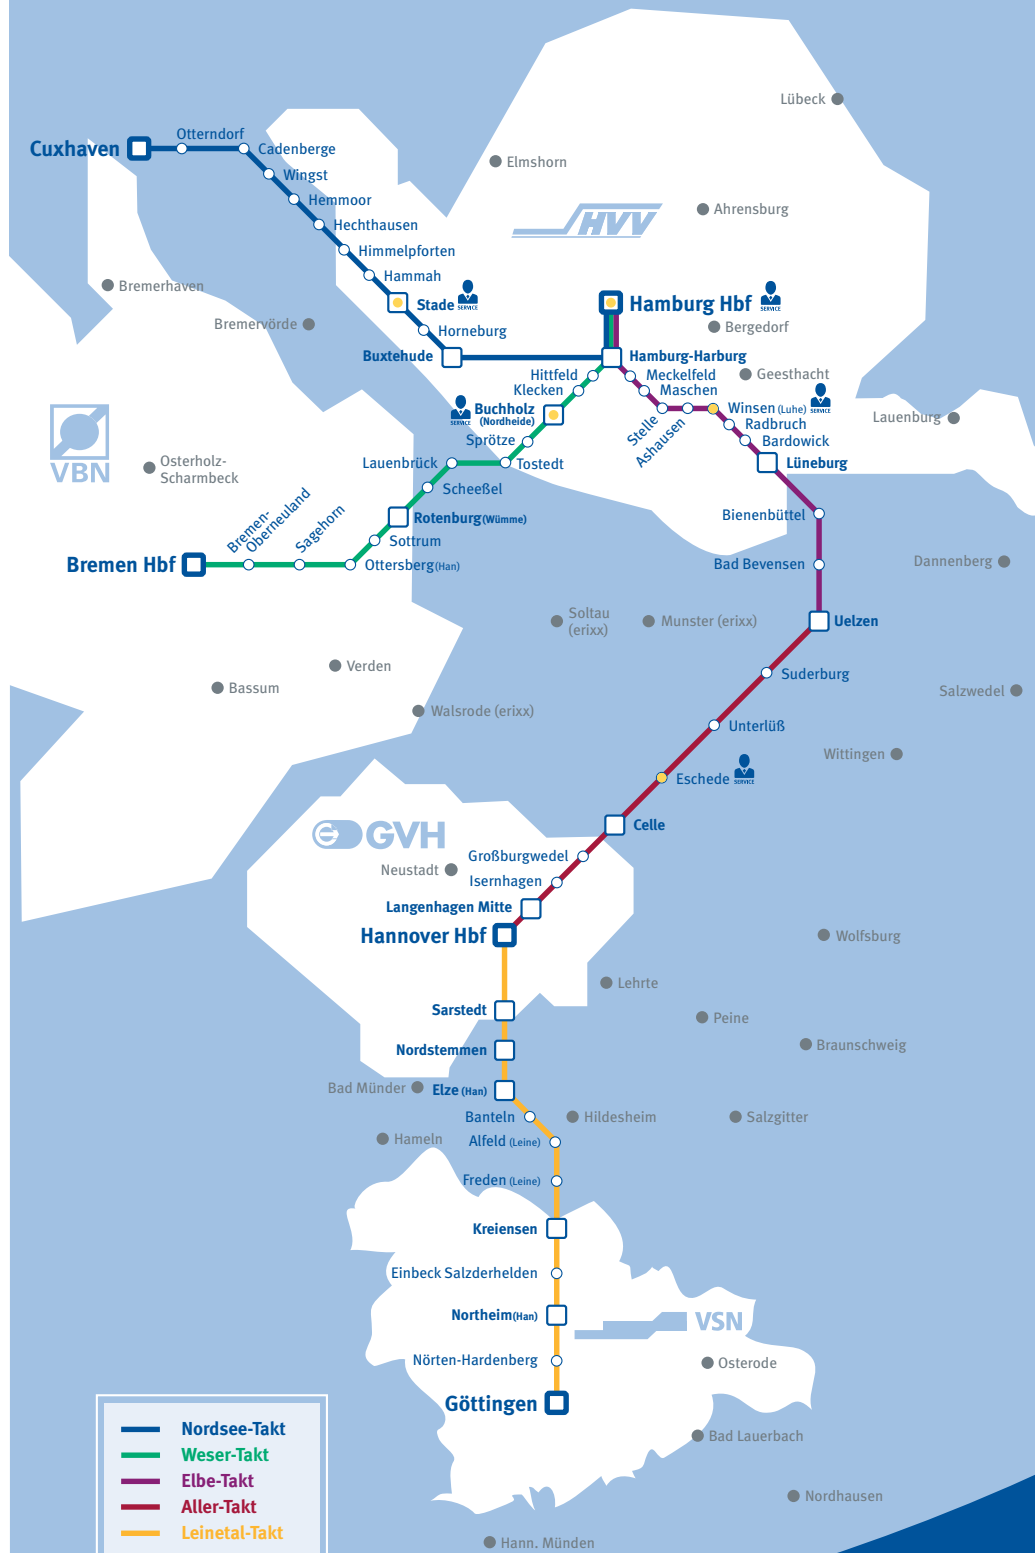 Lübeck
Otterndorf
Cuxhaven
Cadenberge
Elmshorn
Wingst
Hemmoor
Ahrensburg
HVV
Hechthausen
Himmelpforten
Hammah
Bremerhaven
Stade
SERVICE
Hamburg Hbf
SERVICE
Bremervörde
Horneburg
Bergedorf
Buxtehude
Hamburg-Harburg
Hittfeld
Meckelfeld
Geesthacht
Klecken
Maschen
SERVICE
Buchholz
(Nordheide)
Winsen (Luhe)
SERVICE
Lauenburg
Stelle
Radbruch
Ashausen
Sprötze
Bardowick
VBN
Osterholz-
Scharmbeck
Lauenbrück
Tostedt
Lüneburg
Scheeßel
Bremen-
Oberneuland
Sagehorn
Rotenburg (Wümme)
Bienenbüttel
Sottrum
Bremen Hbf
Ottersberg (Han)
Bad Bevensen
Dannenberg
Soltau
(erixx)
Munster (erixx)
Uelzen
Verden
Suderburg
Bassum
Salzwedel
Walsrode (erixx)
Unterlüß
Wittingen
Eschede
SERVICE
Celle
GVH
Großburgwedel
Neustadt
Isernhagen
Langenhagen Mitte
Hannover Hbf
Wolfsburg
Lehrte
Sarstedt
Peine
Nordstemmen
Braunschweig
Bad Münder
Elze (Han)
Banteln
Hildesheim
Salzgitter
Hameln
Alfeld (Leine)
Freden (Leine)
Kreiensen
Einbeck Salzderhelden
Northeim (Han)
VSN
Nörten-Hardenberg
Osterode
Göttingen
Bad Lauerbach
Nordhausen
Hann. Münden
Nordsee-Takt
Weser-Takt
Elbe-Takt
Aller-Takt
Leinetal-Takt